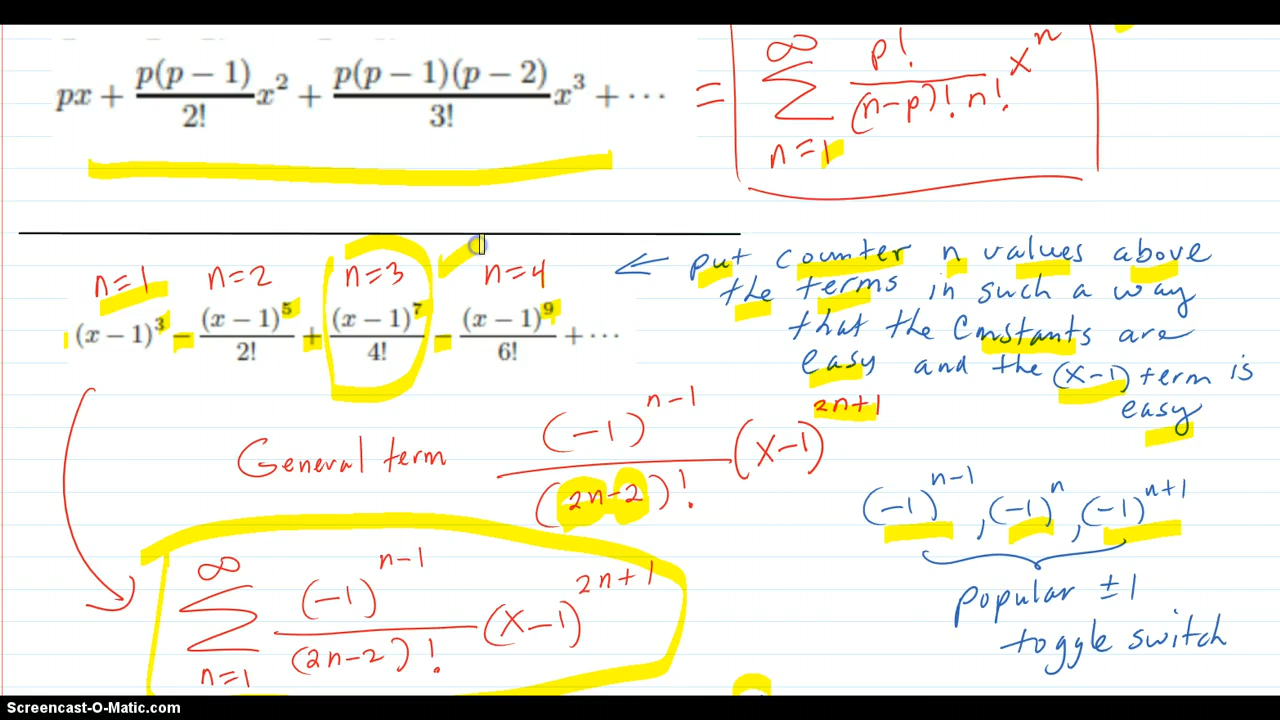 px + p(p − 1)/2! x² + p(p − 1)(p − 2)/3! x³ + ··· = ∞ Σ n=1 p!/(n-p)! n! xⁿ
n=1 n=2 n=3 n=4 ← put counter n values above
the terms in such a way
(x − 1)³ − (x − 1)⁵/2! + (x − 1)⁷/4! − (x − 1)⁹/6! + ···
that the Constants are
easy and the (x-1) term is
easy
General term (-1)ⁿ⁻¹/(2n-2)! (x-1)²ⁿ⁺¹
(-1)ⁿ⁻¹, (-1)ⁿ, (-1)ⁿ⁺¹
popular ±1
toggle switch
∞ Σ n=1 (-1)ⁿ⁻¹/(2n-2)! (x-1)²ⁿ⁺¹
Screencast-O-Matic.com